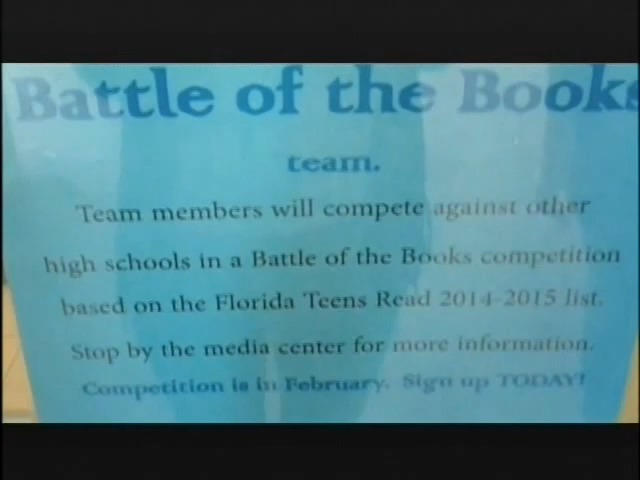 Battle of the Books
team.
Team members will compete against other
high schools in a Battle of the Books competition
based on the Florida Teens Read 2014-2015 list.
Stop by the media center for more information.
Competition is in February. Sign up TODAY!